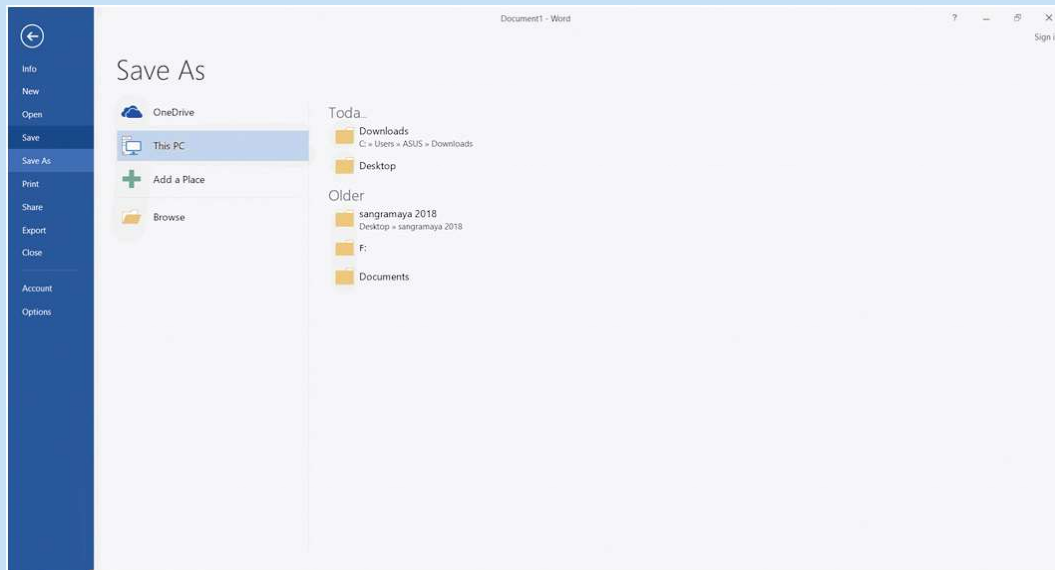 Document1 - Word
?
Sign i
Info
New
Open
Save
Save As
Print
Share
Export
Close
Account
Options
Save As
OneDrive
This PC
Add a Place
Browse
Toda...
Downloads
C: » Users » ASUS » Downloads
Desktop
Older
sangramaya 2018
Desktop » sangramaya 2018
F:
Documents